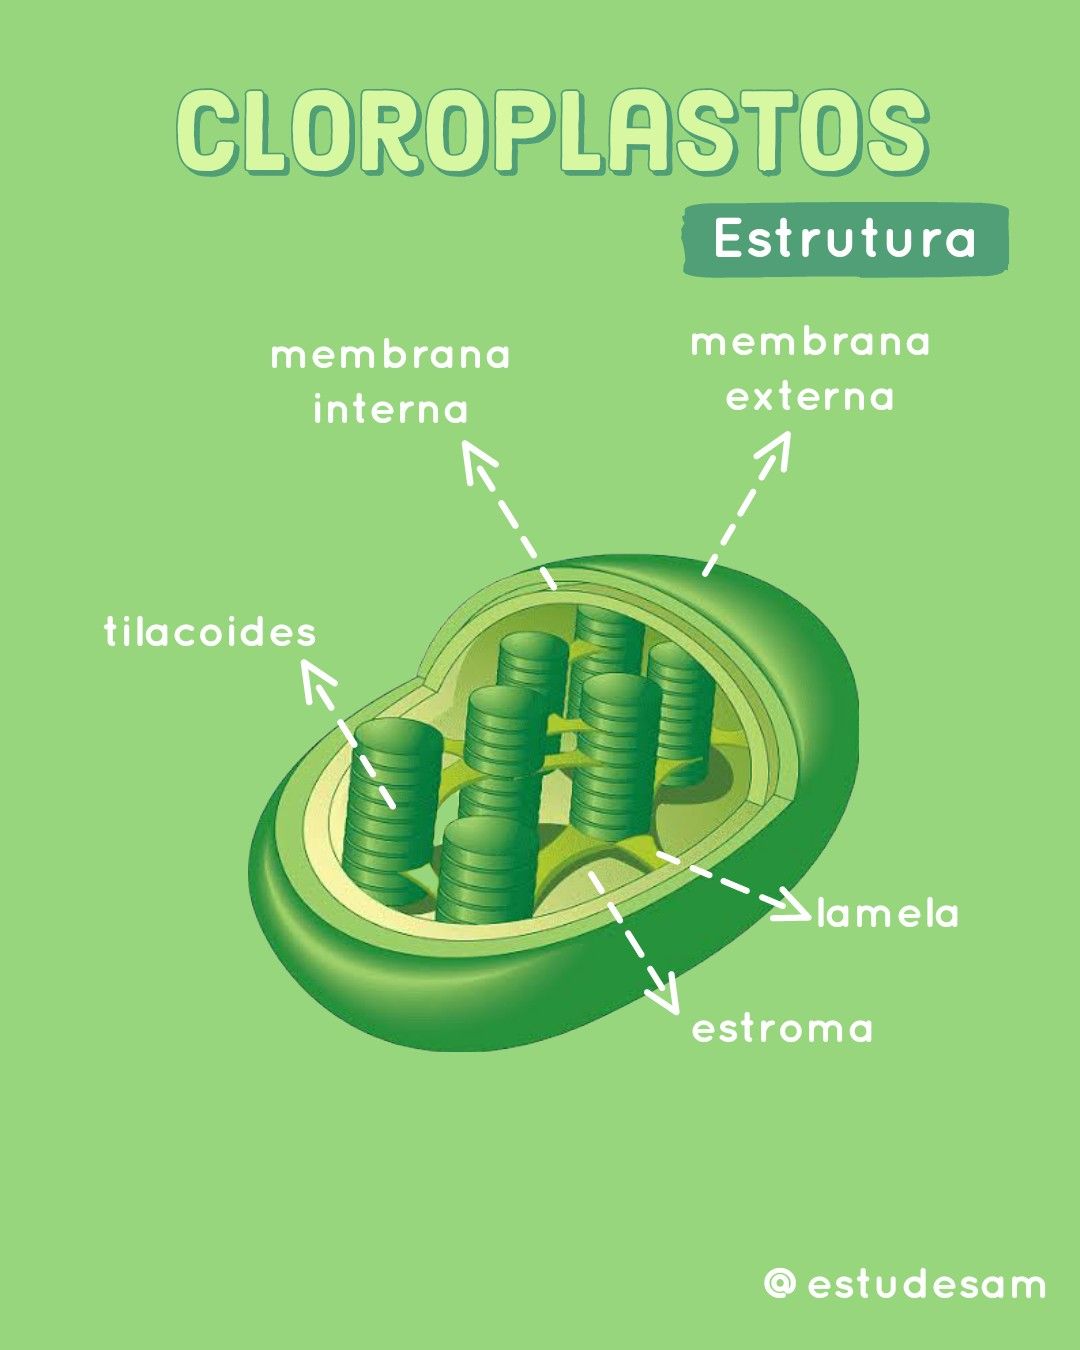 CLOROPLASTOS
Estrutura
membrana
interna
membrana
externa
tilacoides
lamela
estroma
@estudesam